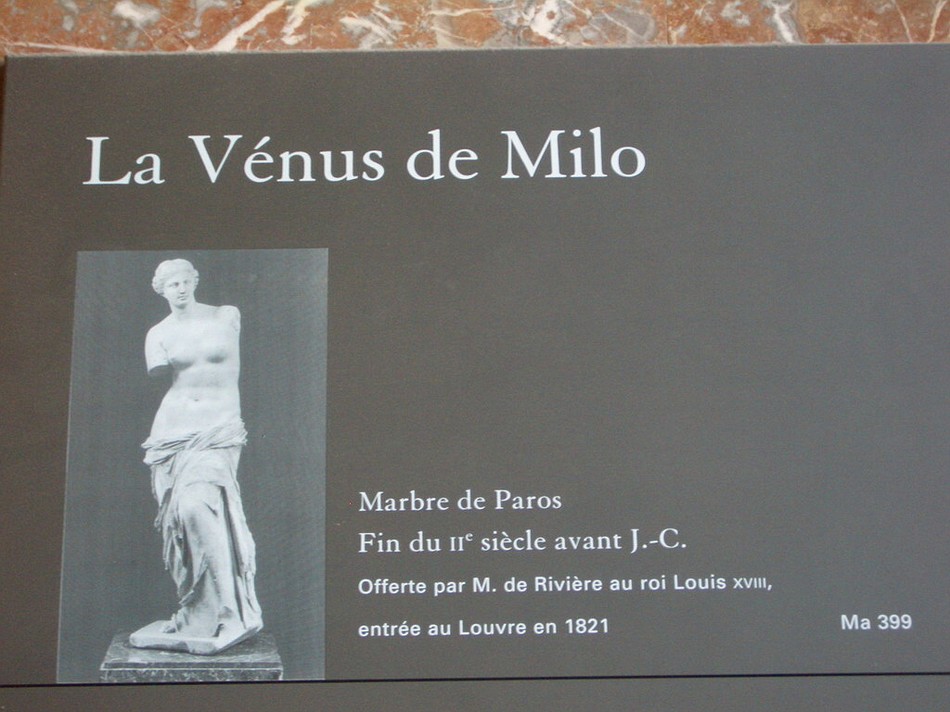 La Vénus de Milo
Marbre de Paros
Fin du IIᵉ siècle avant J.-C.
Offerte par M. de Rivière au roi Louis XVIII,
entrée au Louvre en 1821
Ma 399